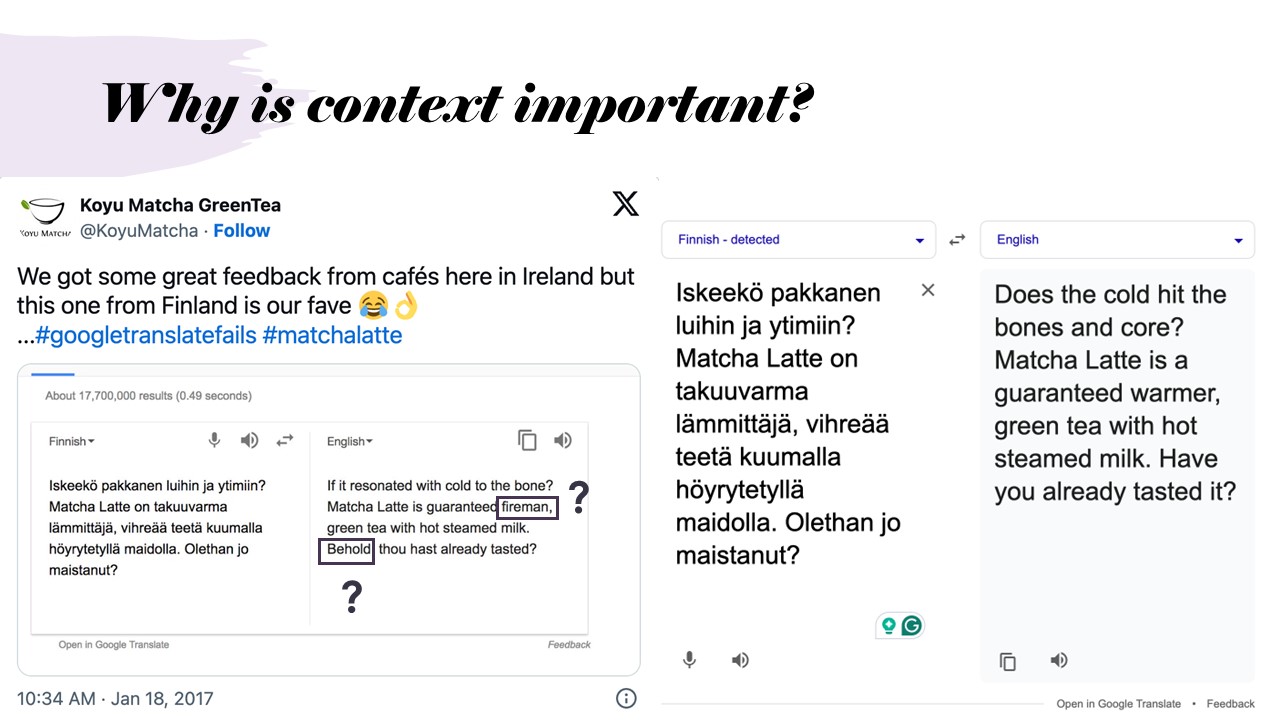 Why is context important?
Koyu Matcha GreenTea
@KoyuMatcha · Follow
KOYU MATCHA
We got some great feedback from cafés here in Ireland but
this one from Finland is our fave 😂👌
...#googletranslatefails #matchalatte
About 17,700,000 results (0.49 seconds)
Finnish
English
Iskeekö pakkanen luihin ja ytimiin?
Matcha Latte on takuuvarma
lämmittäjä, vihreää teetä kuumalla
höyrytetyllä maidolla. Olethan jo
maistanut?
If it resonated with cold to the bone?
Matcha Latte is guaranteed fireman,
green tea with hot steamed milk.
Behold, thou hast already tasted?
?
?
Open in Google Translate
Feedback
10:34 AM · Jan 18, 2017
Finnish - detected
English
Iskeekö pakkanen
luihin ja ytimiin?
Matcha Latte on
takuuvarma
lämmittäjä, vihreää
teetä kuumalla
höyrytetyllä
maidolla. Olethan jo
maistanut?
Does the cold hit the
bones and core?
Matcha Latte is a
guaranteed warmer,
green tea with hot
steamed milk. Have
you already tasted it?
Open in Google Translate • Feedback